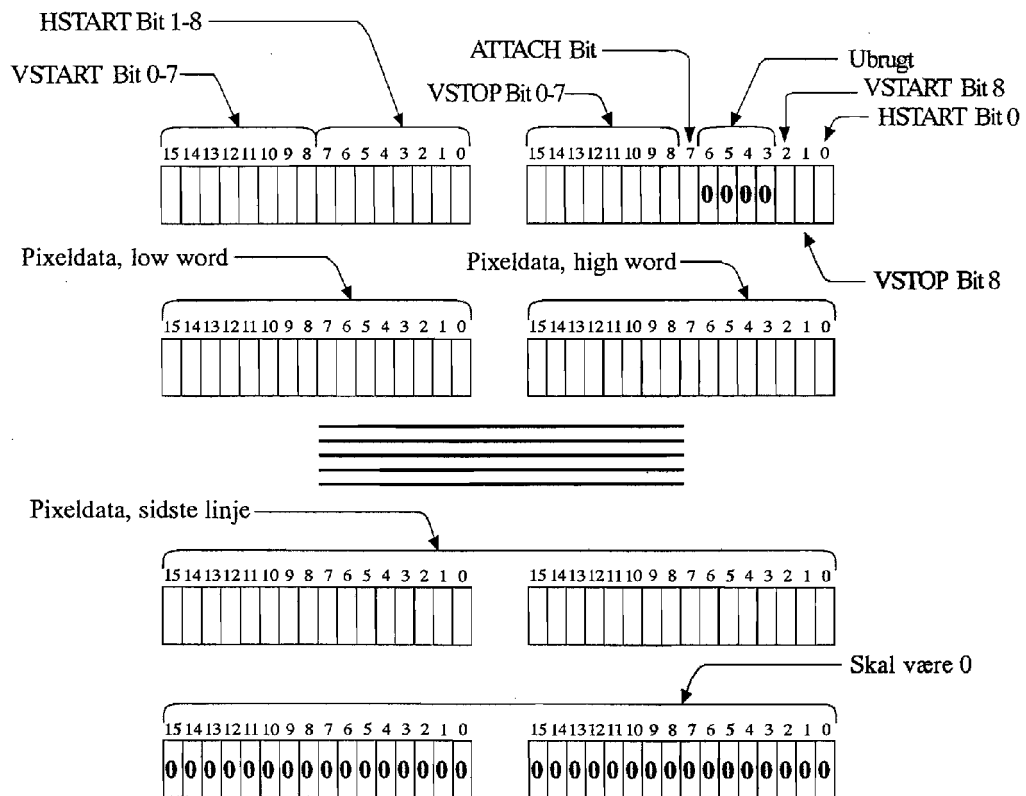 HSTART Bit 1-8
VSTART Bit 0-7
ATTACH Bit
VSTOP Bit 0-7
Ubrugt
VSTART Bit 8
HSTART Bit 0
15 14 13 12 11 10 9 8 7 6 5 4 3 2 1 0
15 14 13 12 11 10 9 8 7 6 5 4 3 2 1 0
0 0 0 0
VSTOP Bit 8
Pixeldata, low word
Pixeldata, high word
15 14 13 12 11 10 9 8 7 6 5 4 3 2 1 0
15 14 13 12 11 10 9 8 7 6 5 4 3 2 1 0
Pixeldata, sidste linje
15 14 13 12 11 10 9 8 7 6 5 4 3 2 1 0
15 14 13 12 11 10 9 8 7 6 5 4 3 2 1 0
Skal være 0
15 14 13 12 11 10 9 8 7 6 5 4 3 2 1 0
15 14 13 12 11 10 9 8 7 6 5 4 3 2 1 0
0 0 0 0 0 0 0 0 0 0 0 0 0 0 0 0
0 0 0 0 0 0 0 0 0 0 0 0 0 0 0 0